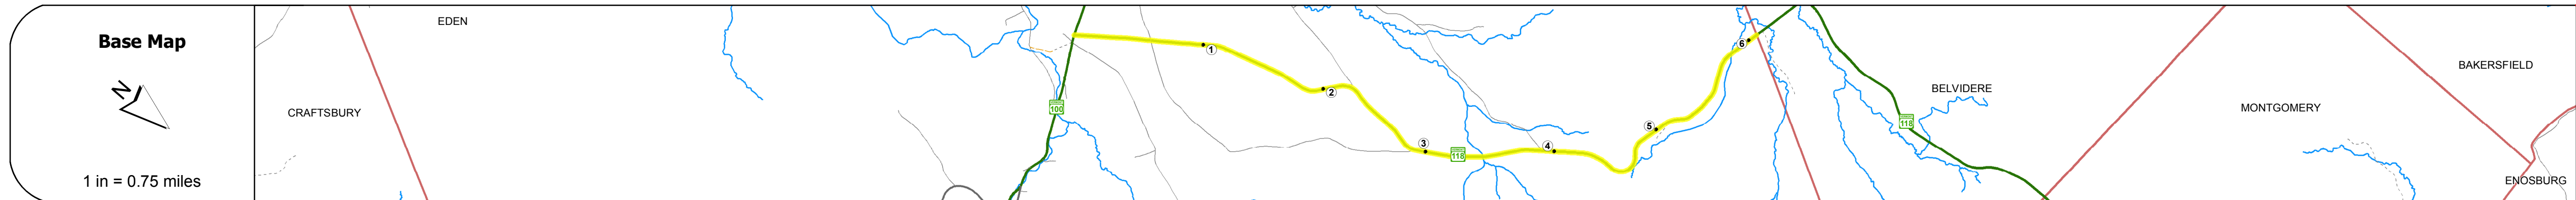 Base Map
N
1 in = 0.75 miles
EDEN
CRAFTSBURY
100
1
2
3
118
4
5
6
118
BELVIDERE
MONTGOMERY
BAKERSFIELD
ENOSBURG